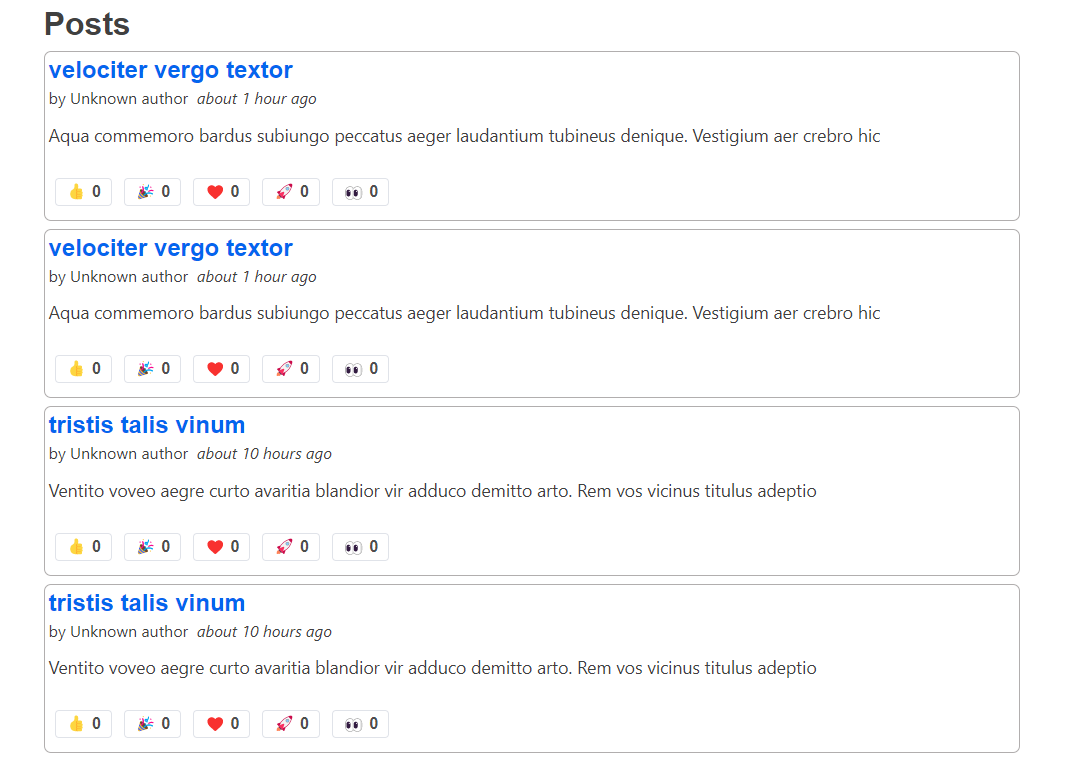 Posts
velociter vergo textor
by Unknown author about 1 hour ago
Aqua commemoro bardus subiungo peccatus aeger laudantium tubineus denique. Vestigium aer crebro hic
👍 0 🎉 0 ❤️ 0 🚀 0 👀 0
velociter vergo textor
by Unknown author about 1 hour ago
Aqua commemoro bardus subiungo peccatus aeger laudantium tubineus denique. Vestigium aer crebro hic
👍 0 🎉 0 ❤️ 0 🚀 0 👀 0
tristis talis vinum
by Unknown author about 10 hours ago
Ventito voveo aegre curto avaritia blandior vir adduco demitto arto. Rem vos vicinus titulus adeptio
👍 0 🎉 0 ❤️ 0 🚀 0 👀 0
tristis talis vinum
by Unknown author about 10 hours ago
Ventito voveo aegre curto avaritia blandior vir adduco demitto arto. Rem vos vicinus titulus adeptio
👍 0 🎉 0 ❤️ 0 🚀 0 👀 0